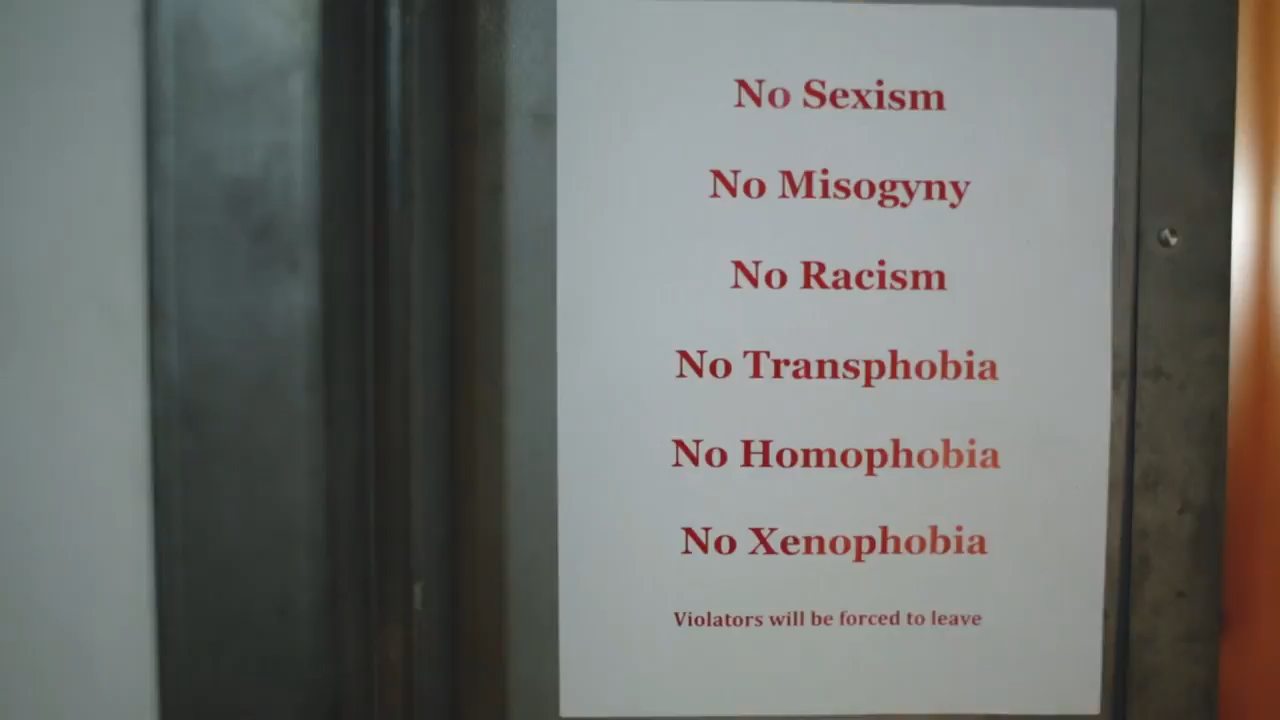 No Sexism
No Misogyny
No Racism
No Transphobia
No Homophobia
No Xenophobia
Violators will be forced to leave